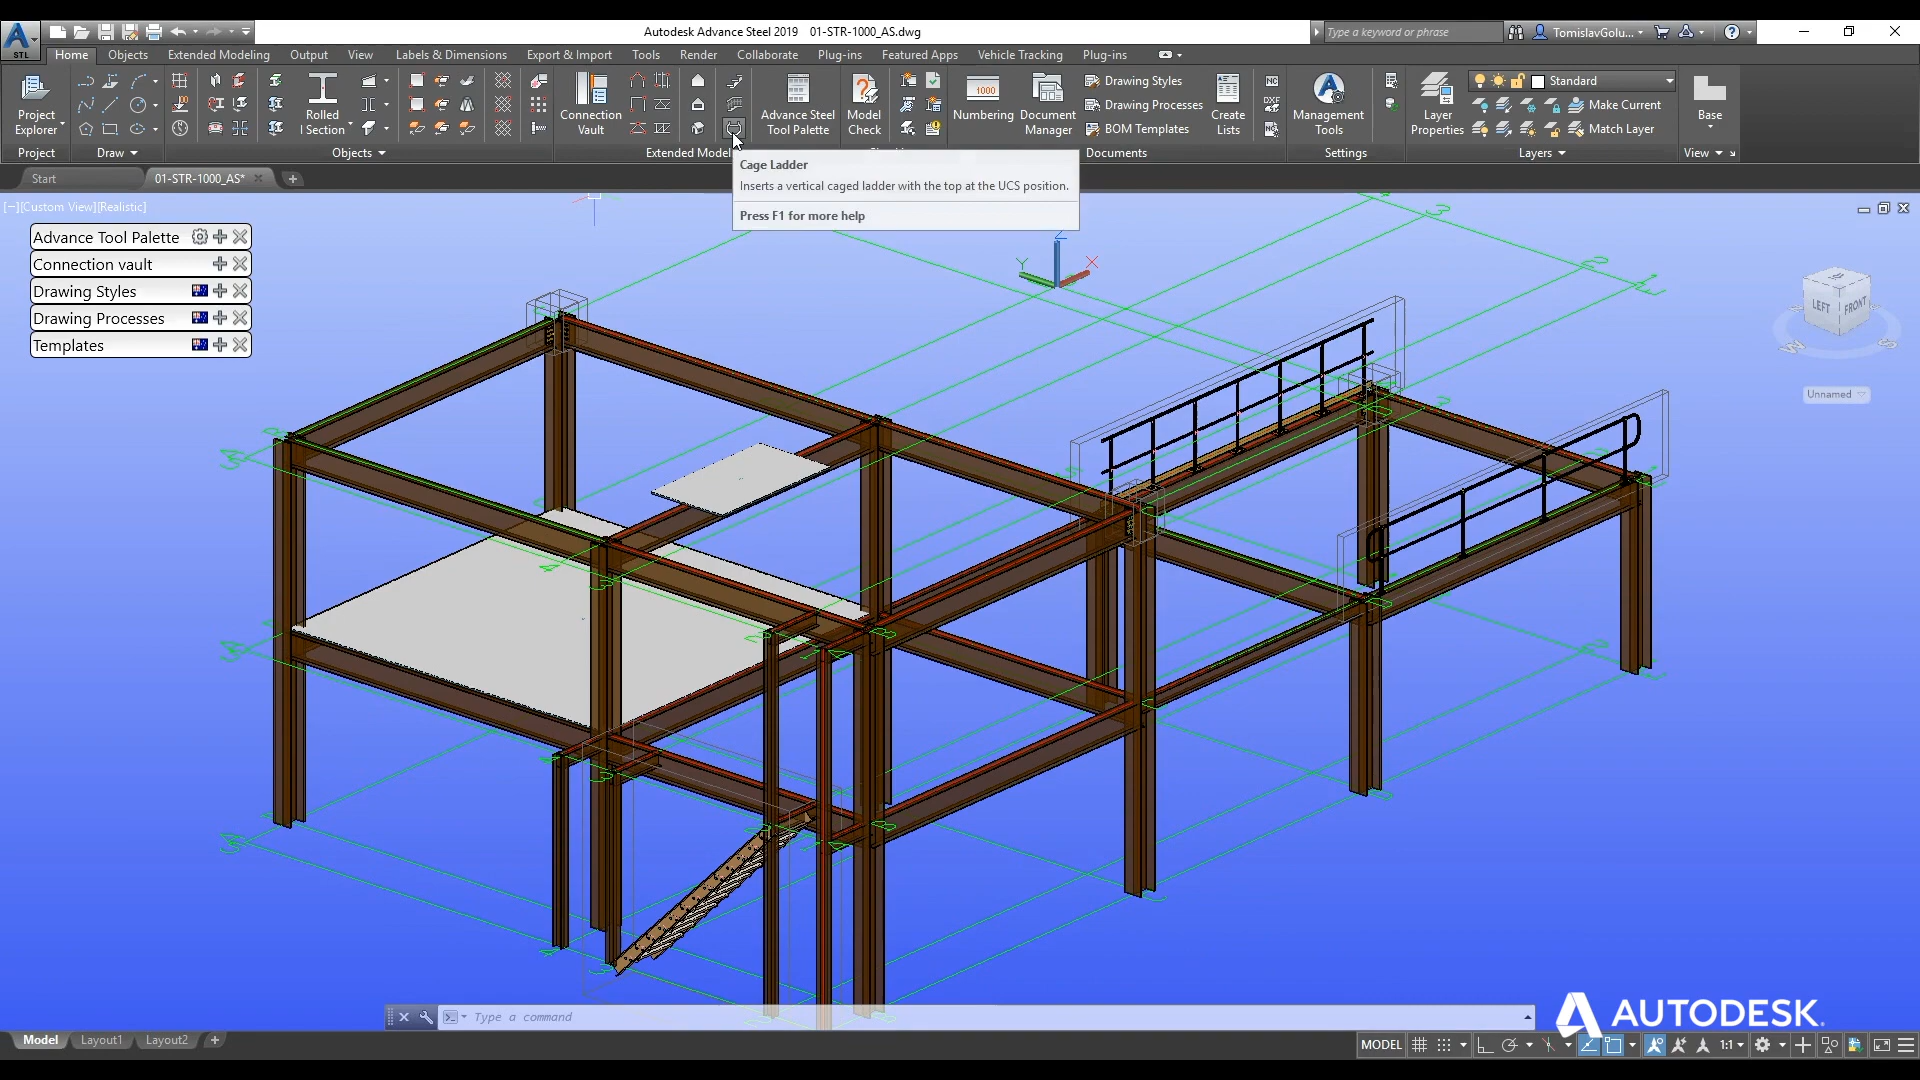 Autodesk Advance Steel 2019 01-STR-1000_AS.dwg
Type a keyword or phrase
TomislavGolu...
STL
Home Objects Extended Modeling Output View Labels & Dimensions Export & Import Tools Render Collaborate Plug-ins Featured Apps Vehicle Tracking Plug-ins
Project Explorer
Rolled I Section
Connection Vault
Advance Steel Tool Palette
Model Check
1000
Numbering
Document Manager
Drawing Styles
Drawing Processes
BOM Templates
Create Lists
NC
DXF
NC
Management Tools
Layer Properties
Standard
Make Current
Match Layer
Base
Project Draw Objects Extended Model Documents Settings Layers View
Start 01-STR-1000_AS*
Cage Ladder
Inserts a vertical caged ladder with the top at the UCS position.
Press F1 for more help
[−][Custom View][Realistic]
Advance Tool Palette
Connection vault
Drawing Styles
Drawing Processes
Templates
Z
Y
X
LEFT FRONT
W
S
Unnamed
Type a command
AUTODESK.
Model Layout1 Layout2
MODEL
1:1